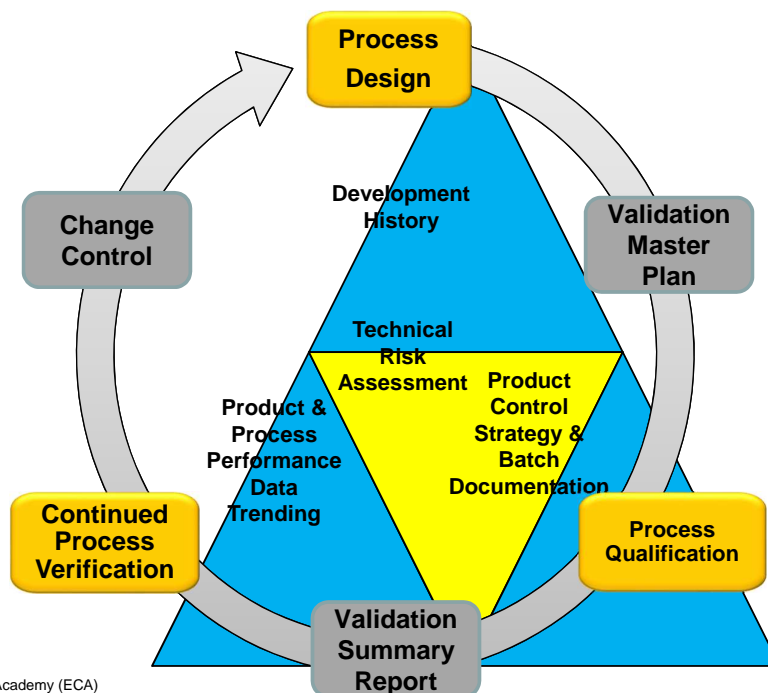 Process
Design
Development
History
Change
Control
Validation
Master
Plan
Technical
Risk
Assessment
Product &
Process
Performance
Data
Trending
Product
Control
Strategy &
Batch
Documentation
Continued
Process
Verification
Process
Qualification
Validation
Summary
Report
Academy (ECA)